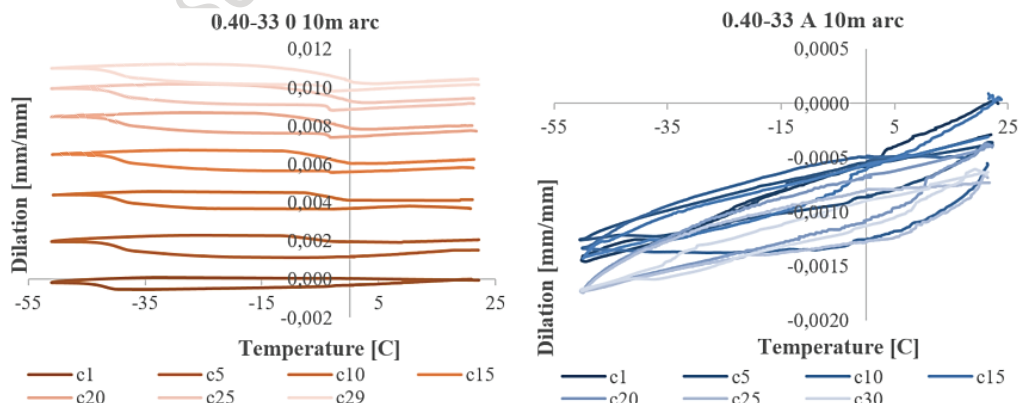 0.40-33 0 10m arc
0,012
0,010
0,008
0,006
0,004
0,002
0,000
-0,002
-55 -35 -15 5 25
Dilation [mm/mm]
Temperature [C]
c1 c5 c10 c15
c20 c25 c29
0.40-33 A 10m arc
0,0005
0,0000
-0,0005
-0,0010
-0,0015
-0,0020
-55 -35 -15 5 25
Dilation [mm/mm]
Temperature [C]
c1 c5 c10 c15
c20 c25 c30